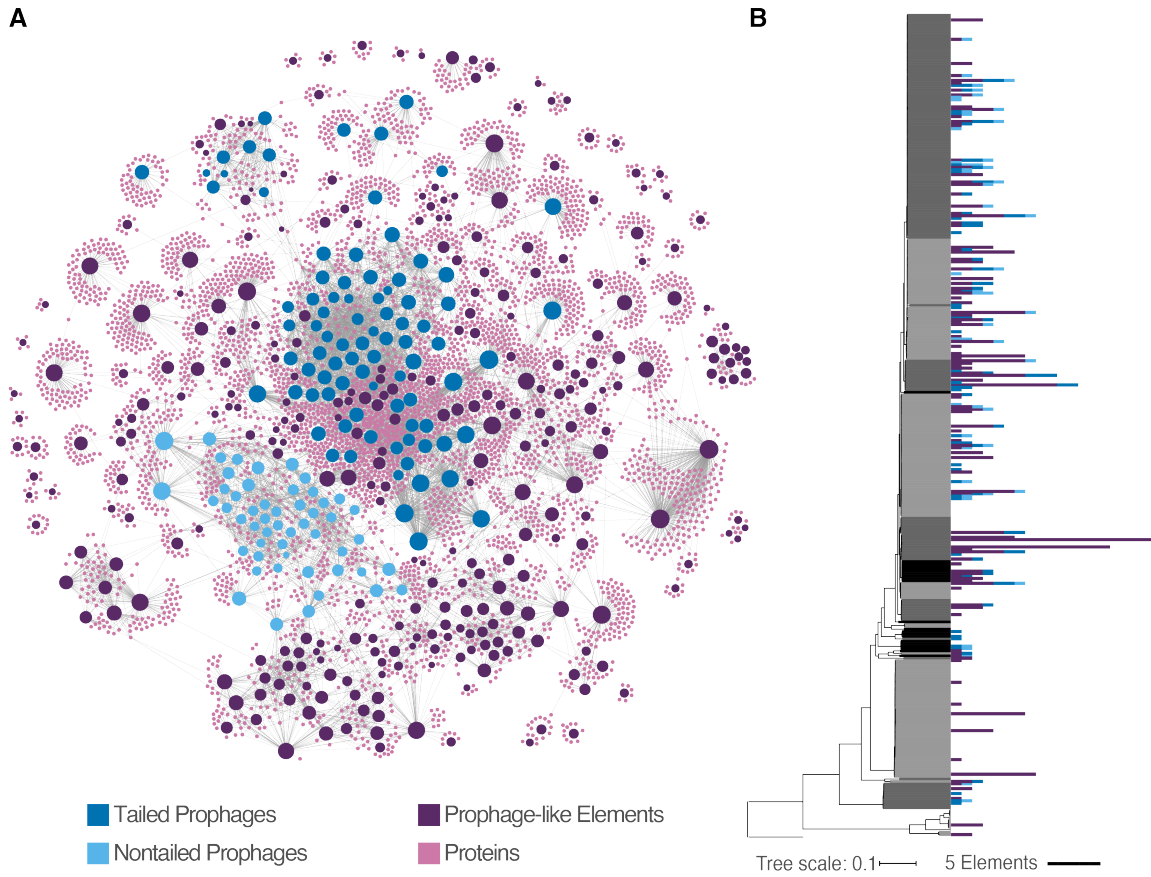 A
B
Tailed Prophages
Prophage-like Elements
Nontailed Prophages
Proteins
Tree scale: 0.1
5 Elements